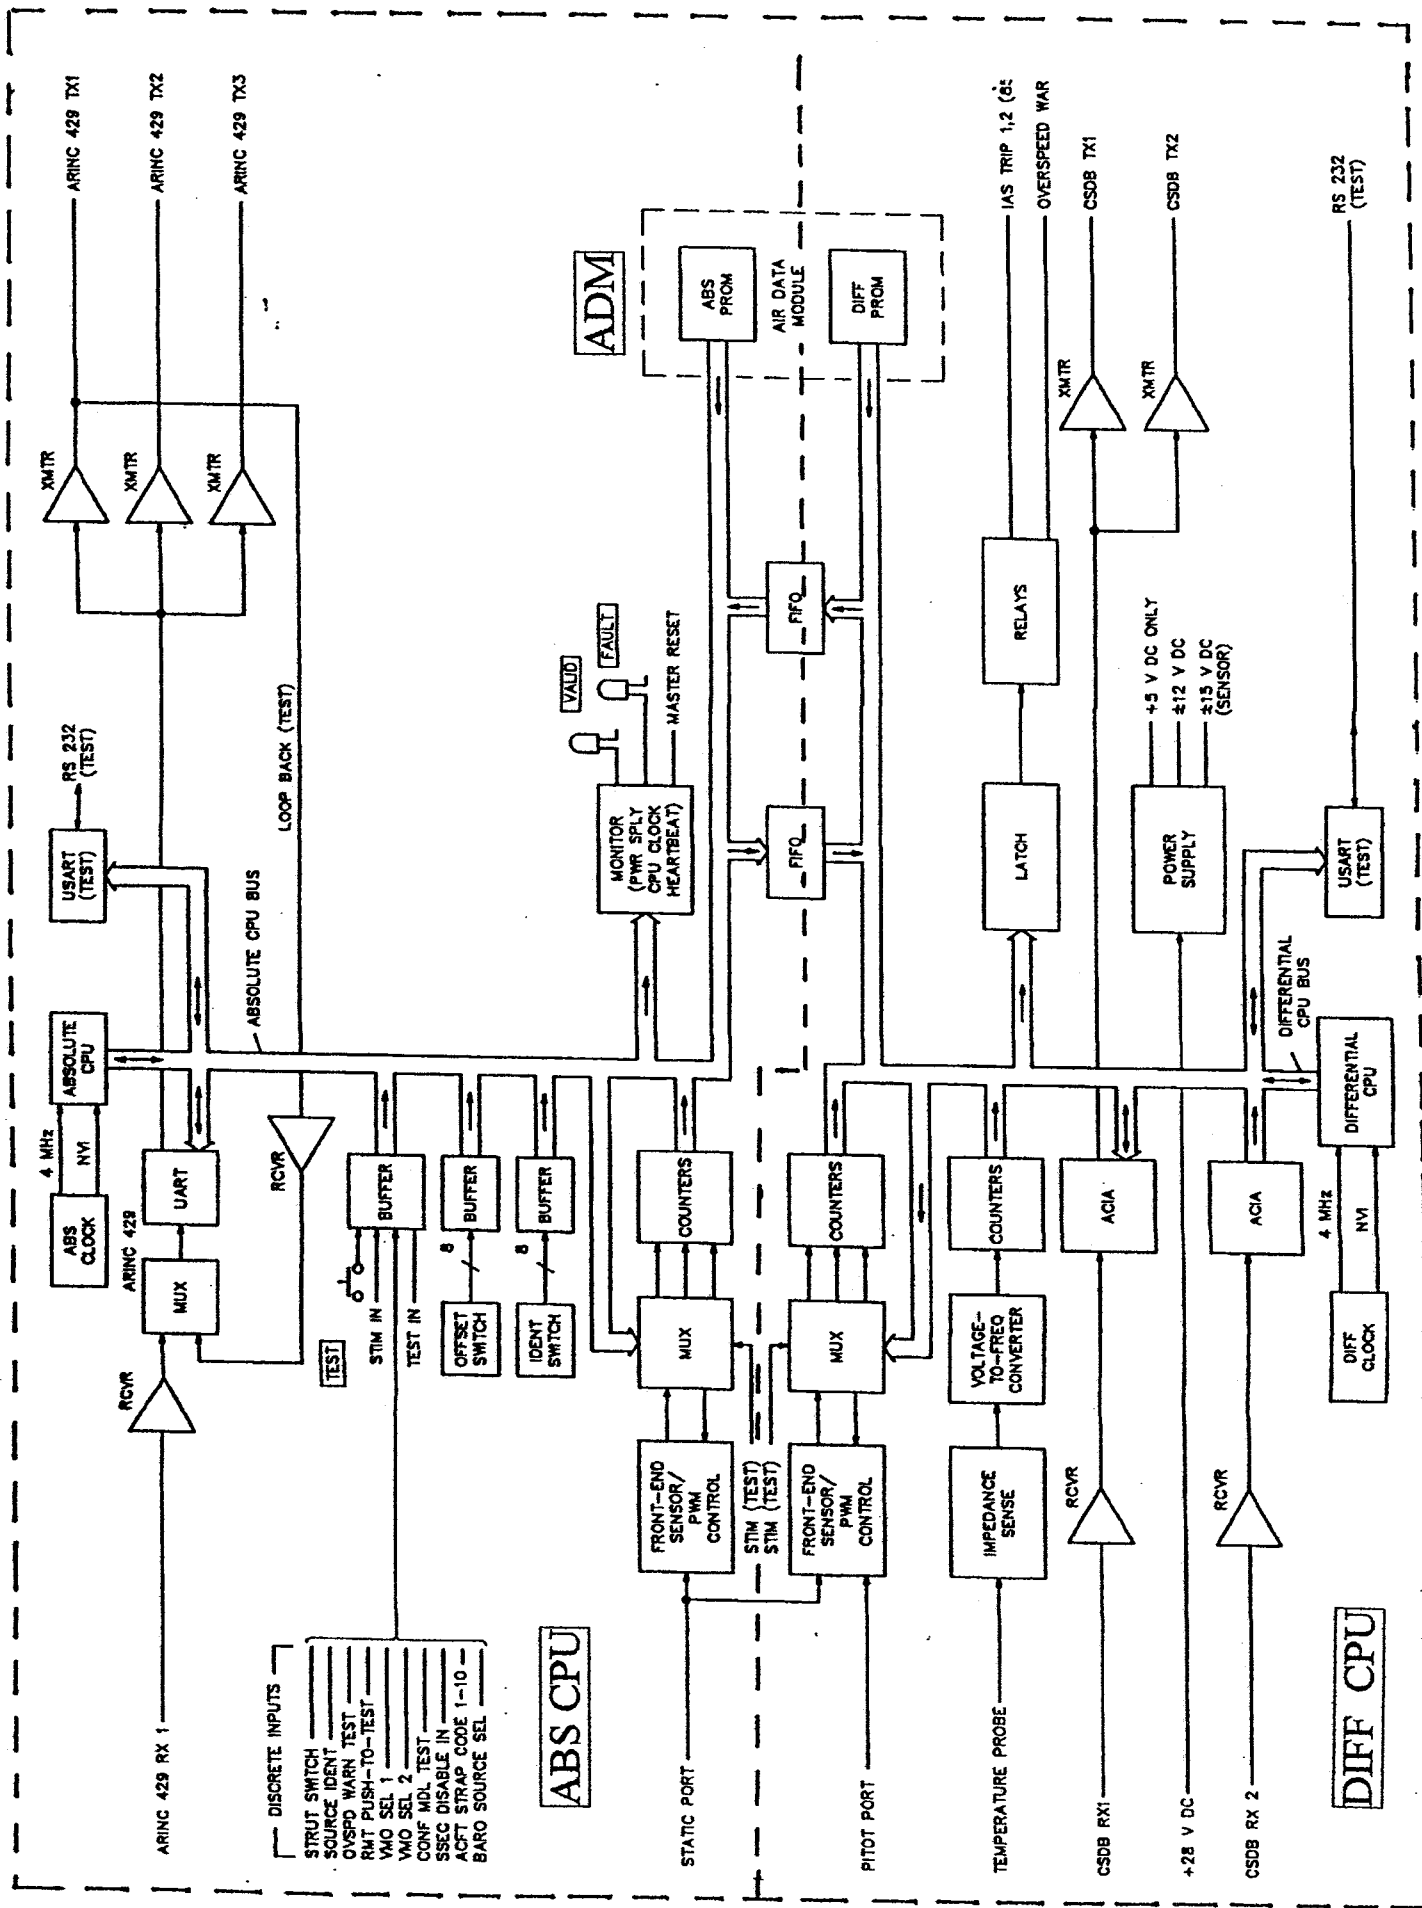 ARINC 429 RX 1
RCVR
MUX
ARINC 429
UART
ABS
CLOCK
4 MHz
NVI
ABSOLUTE
CPU
USART
(TEST)
RS 232
(TEST)
XMTR
XMTR
XMTR
ARINC 429 TX1
ARINC 429 TX2
ARINC 429 TX3
ABSOLUTE CPU BUS
LOOP BACK (TEST)
RCVR
DISCRETE INPUTS
STRUT SWITCH
SOURCE IDENT
OVSPD WARN TEST
RMT PUSH-TO-TEST
VMO SEL 1
VMO SEL 2
CONF MDL TEST
SSEC DISABLE IN
ACFT STRAP CODE 1-10
BARO SOURCE SEL
TEST
STIM IN
TEST IN
BUFFER
OFFSET
SWITCH
8
BUFFER
IDENT
SWITCH
8
BUFFER
ABS CPU
VALID
FAULT
MASTER RESET
MONITOR
(PWR SPLY
CPU CLOCK
HEARTBEAT)
ADM
ABS
PROM
AIR DATA
MODULE
DIFF
PROM
STATIC PORT
FRONT-END
SENSOR/
PWM
CONTROL
MUX
COUNTERS
STIM (TEST)
STIM (TEST)
FIFO
FIFO
PITOT PORT
FRONT-END
SENSOR/
PWM
CONTROL
MUX
COUNTERS
TEMPERATURE PROBE
IMPEDANCE
SENSE
VOLTAGE-
TO-FREQ
CONVERTER
COUNTERS
LATCH
RELAYS
IAS TRIP 1,2 (85
OVERSPEED WAR
CSDB RX1
RCVR
ACIA
XMTR
CSDB TX1
XMTR
CSDB TX2
+28 V DC
POWER
SUPPLY
+5 V DC ONLY
±12 V DC
±15 V DC
(SENSOR)
CSDB RX 2
RCVR
ACIA
DIFFERENTIAL
CPU BUS
DIFF CPU
DIFF
CLOCK
4 MHz
NVI
DIFFERENTIAL
CPU
USART
(TEST)
RS 232
(TEST)